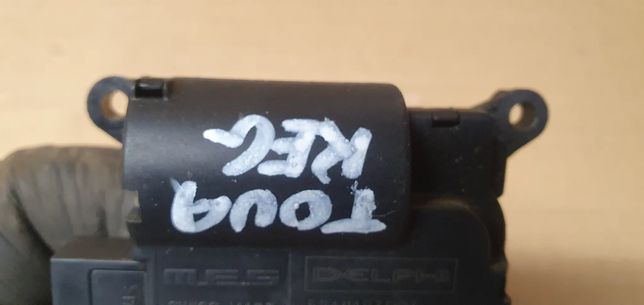 TOUA
REG
M.E.S
DELPHI